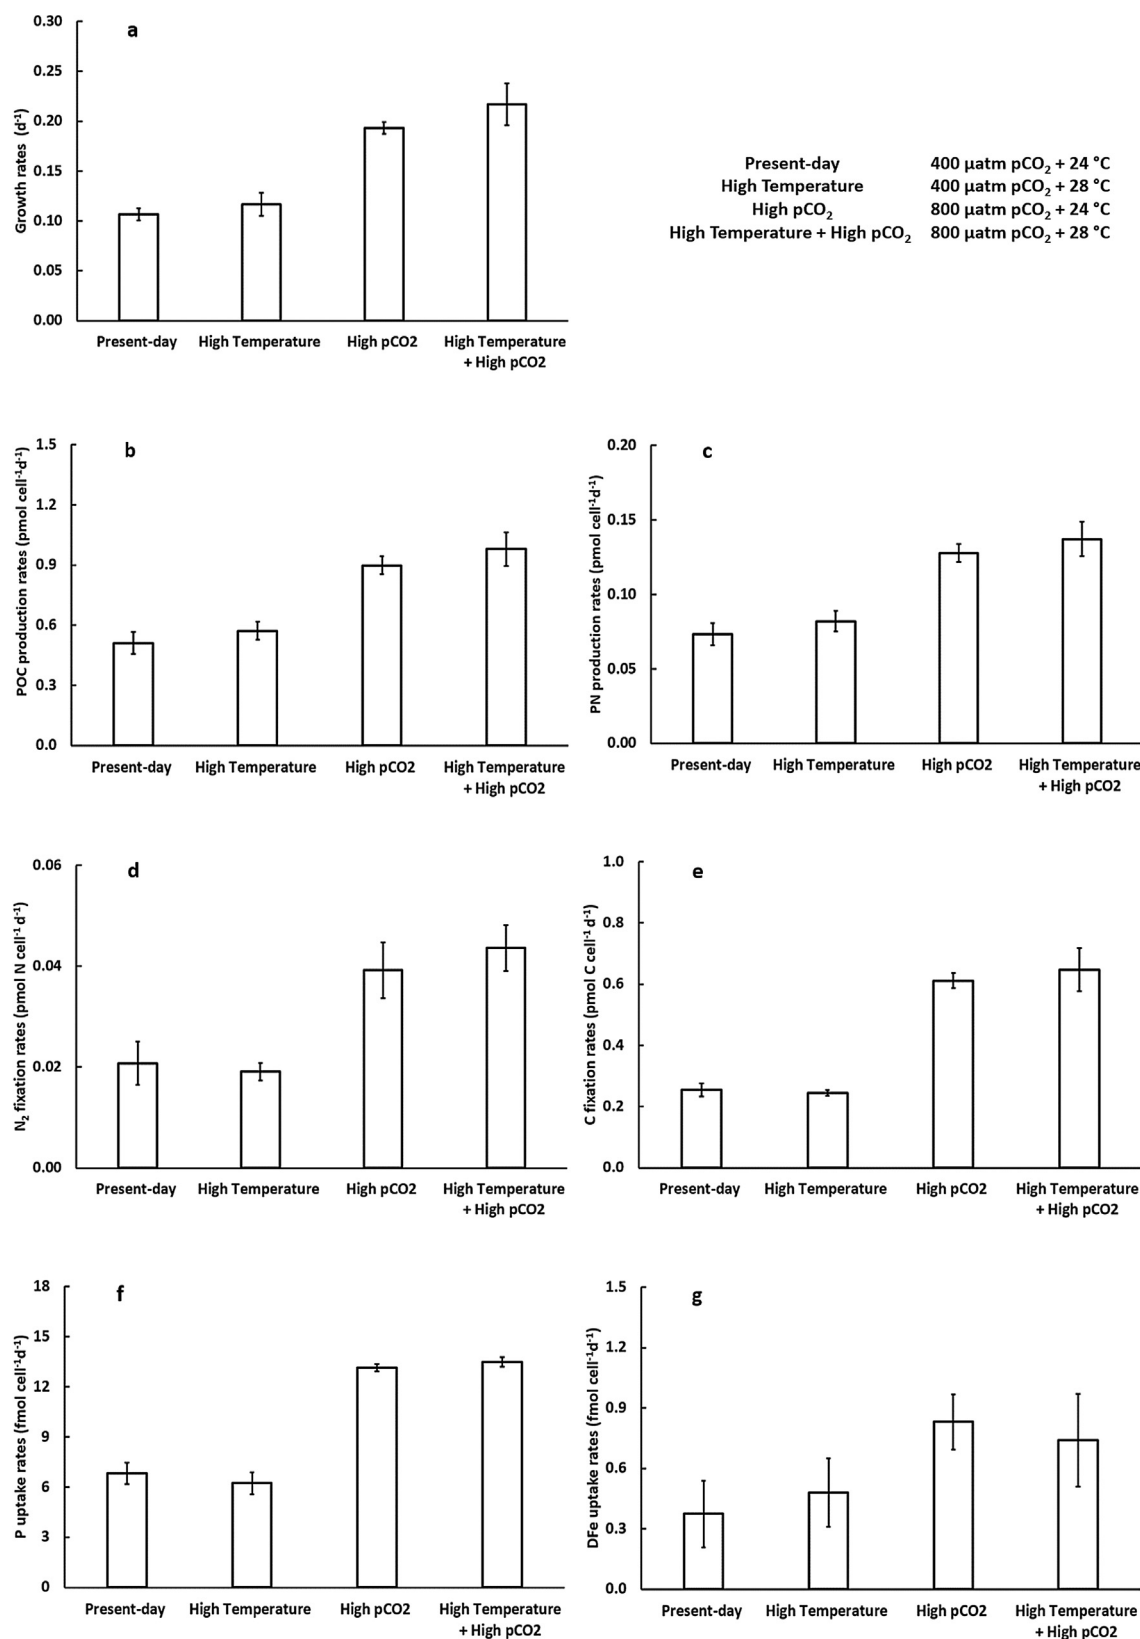 a
Growth rates (d-1)
0.30
0.25
0.20
0.15
0.10
0.05
0.00
Present-day
High Temperature
High pCO2
High Temperature
+ High pCO2
Present-day 400 µatm pCO2 + 24 °C
High Temperature 400 µatm pCO2 + 28 °C
High pCO2 800 µatm pCO2 + 24 °C
High Temperature + High pCO2 800 µatm pCO2 + 28 °C
b
POC production rates (pmol cell-1d-1)
1.5
1.2
0.9
0.6
0.3
0.0
Present-day
High Temperature
High pCO2
High Temperature
+ High pCO2
c
PN production rates (pmol cell-1d-1)
0.20
0.15
0.10
0.05
0.00
Present-day
High Temperature
High pCO2
High Temperature
+ High pCO2
d
N2 fixation rates (pmol N cell-1 d-1)
0.06
0.04
0.02
0.00
Present-day
High Temperature
High pCO2
High Temperature
+ High pCO2
e
C fixation rates (pmol C cell-1 d-1)
1.0
0.8
0.6
0.4
0.2
0.0
Present-day
High Temperature
High pCO2
High Temperature
+ High pCO2
f
P uptake rates (fmol cell-1d-1)
18
15
12
9
6
3
0
Present-day
High Temperature
High pCO2
High Temperature
+ High pCO2
g
DFe uptake rates (fmol cell-1d-1)
1.5
1.2
0.9
0.6
0.3
0.0
Present-day
High Temperature
High pCO2
High Temperature
+ High pCO2